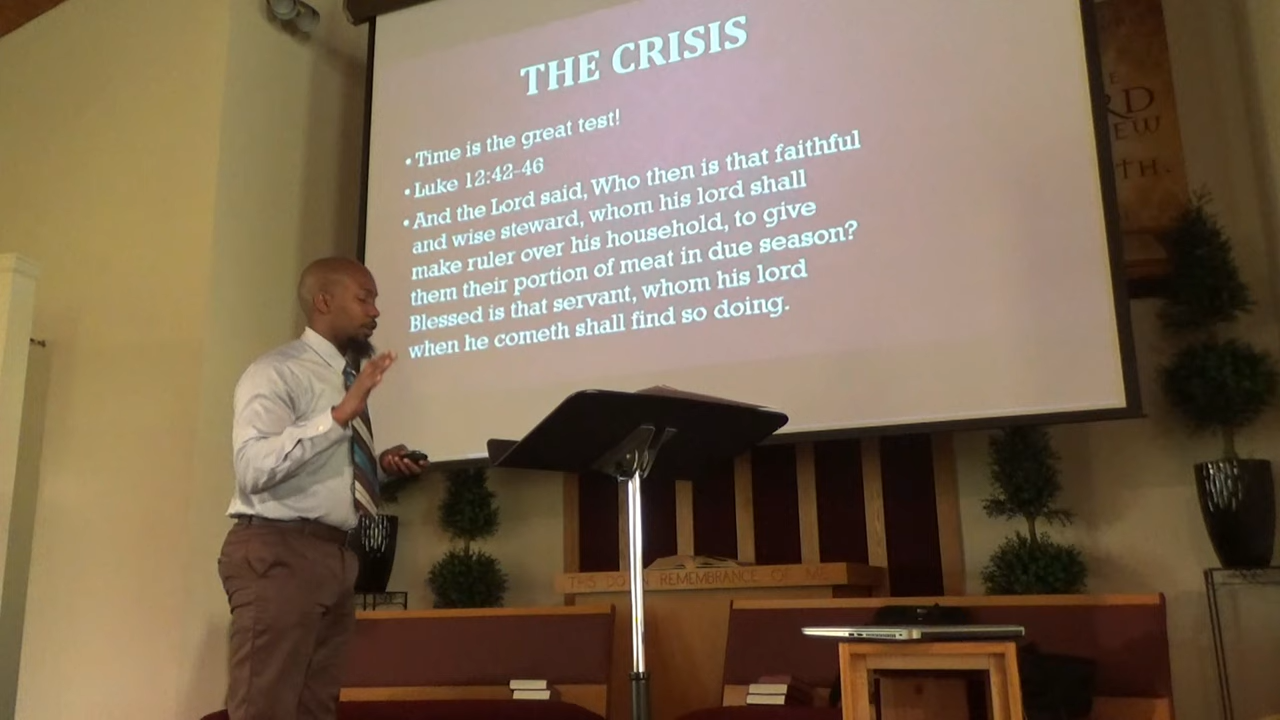 THE CRISIS
• Time is the great test!
• Luke 12:42-46
• And the Lord said, Who then is that faithful
and wise steward, whom his lord shall
make ruler over his household, to give
them their portion of meat in due season?
Blessed is that servant, whom his lord
when he cometh shall find so doing.
RD
EW
TH.
THIS DO IN REMEMBRANCE OF ME